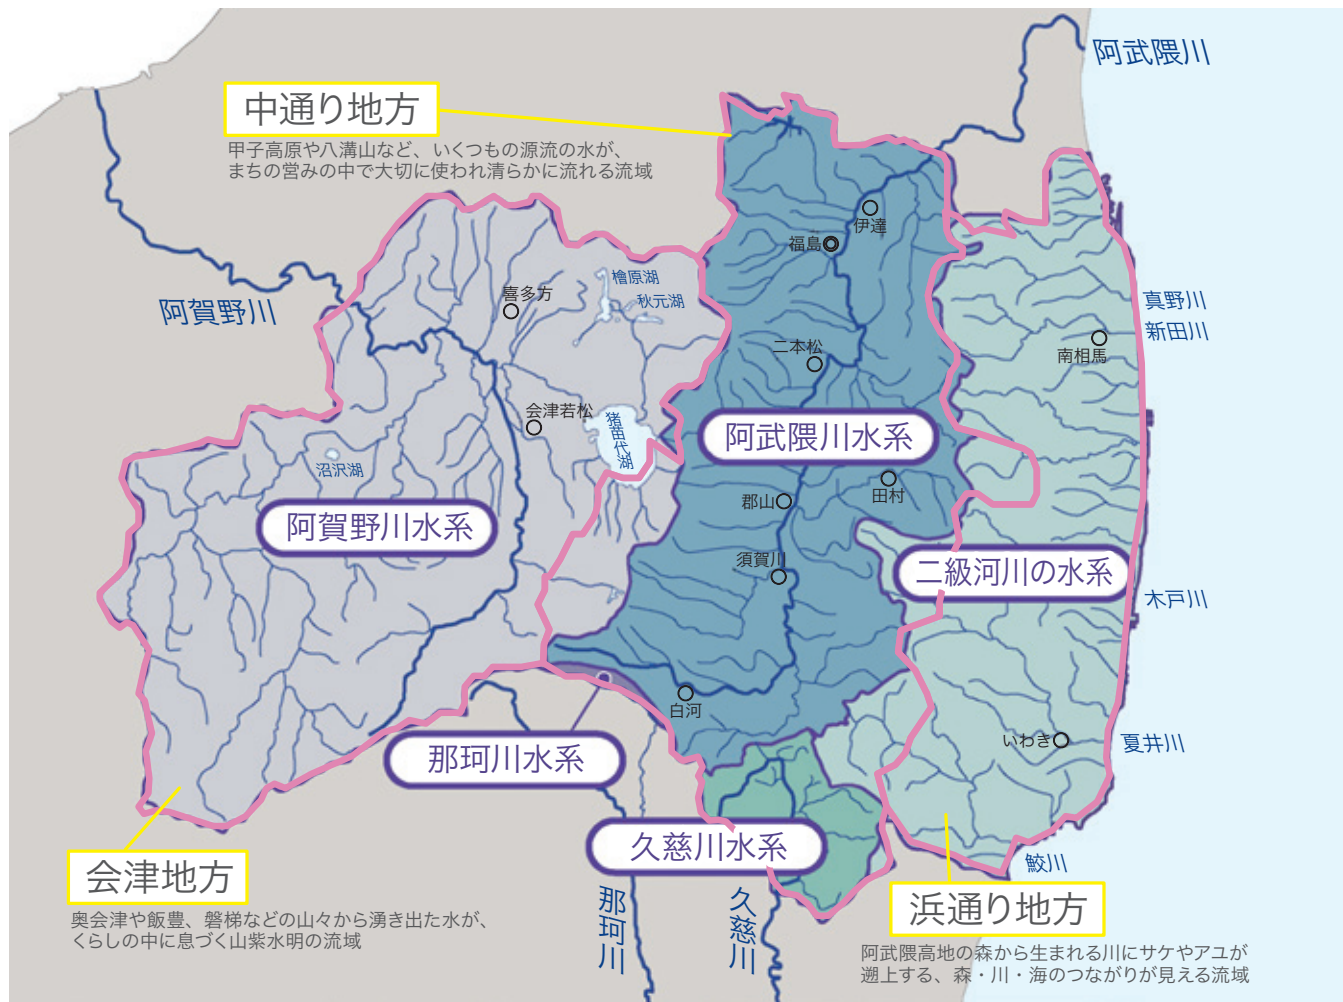 阿武隈川
中通り地方
甲子高原や八溝山など、いくつもの源流の水が、
まちの営みの中で大切に使われ清らかに流れる流域
伊達
福島
阿賀野川
喜多方
檜原湖
秋元湖
真野川
新田川
南相馬
二本松
会津若松
猪苗代湖
阿武隈川水系
沼沢湖
郡山
田村
阿賀野川水系
須賀川
二級河川の水系
木戸川
白河
いわき
夏井川
那珂川水系
久慈川水系
鮫川
会津地方
奥会津や飯豊、磐梯などの山々から湧き出た水が、
くらしの中に息づく山紫水明の流域
那珂川
久慈川
浜通り地方
阿武隈高地の森から生まれる川にサケやアユが
遡上する、森・川・海のつながりが見える流域